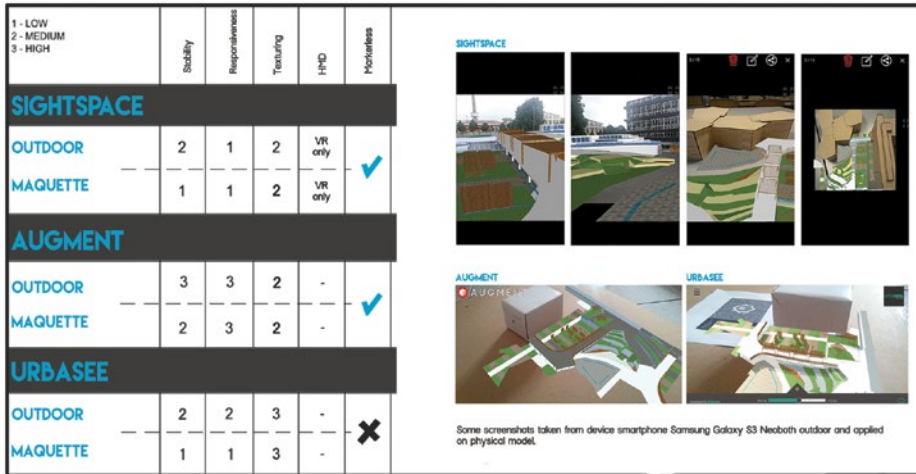 1 - LOW
2 - MEDIUM
3 - HIGH
Stability
Responsiveness
Texturing
HMD
Markerless
SIGHTSPACE
OUTDOOR 2 1 2 VR only ✓
MAQUETTE 1 1 2 VR only
AUGMENT
OUTDOOR 3 3 2 - ✓
MAQUETTE 2 3 2 -
URBASEE
OUTDOOR 2 2 3 - ✖
MAQUETTE 1 1 3 -
SIGHTSPACE
AUGMENT
URBASEE
AUGMENT
Some screenshots taken from device smartphone Samsung Galaxy S3 Neoboth outdoor and applied
on physical model.